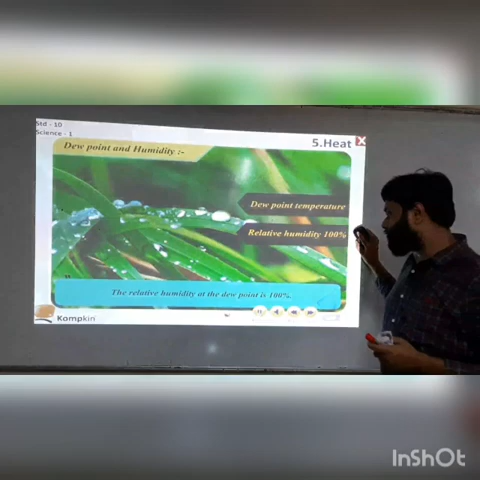 Std - 10
Science - 1
5.Heat
Dew point and Humidity :-
Dew point temperature
Relative humidity 100%
The relative humidity at the dew point is 100%.
Kompkin
InShOt